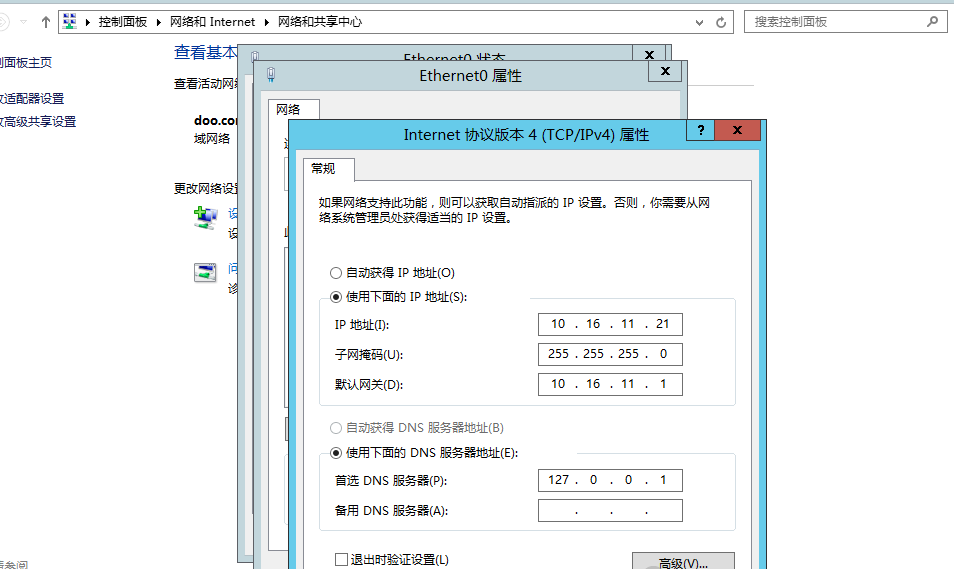 控制面板 ▸ 网络和 Internet ▸ 网络和共享中心
搜索控制面板
面板主页
查看基本
查看活动网络
适配器设置
高级共享设置
doo.com
域网络
更改网络设置
Ethernet0 状态
Ethernet0 属性
网络
Internet 协议版本 4 (TCP/IPv4) 属性
常规
如果网络支持此功能，则可以获取自动指派的 IP 设置。否则，你需要从网
络系统管理员处获得适当的 IP 设置。
自动获得 IP 地址(O)
使用下面的 IP 地址(S):
IP 地址(I):
10 . 16 . 11 . 21
子网掩码(U):
255 . 255 . 255 . 0
默认网关(D):
10 . 16 . 11 . 1
自动获得 DNS 服务器地址(B)
使用下面的 DNS 服务器地址(E):
首选 DNS 服务器(P):
127 . 0 . 0 . 1
备用 DNS 服务器(A):
. . .
退出时验证设置(L)
高级(V)...